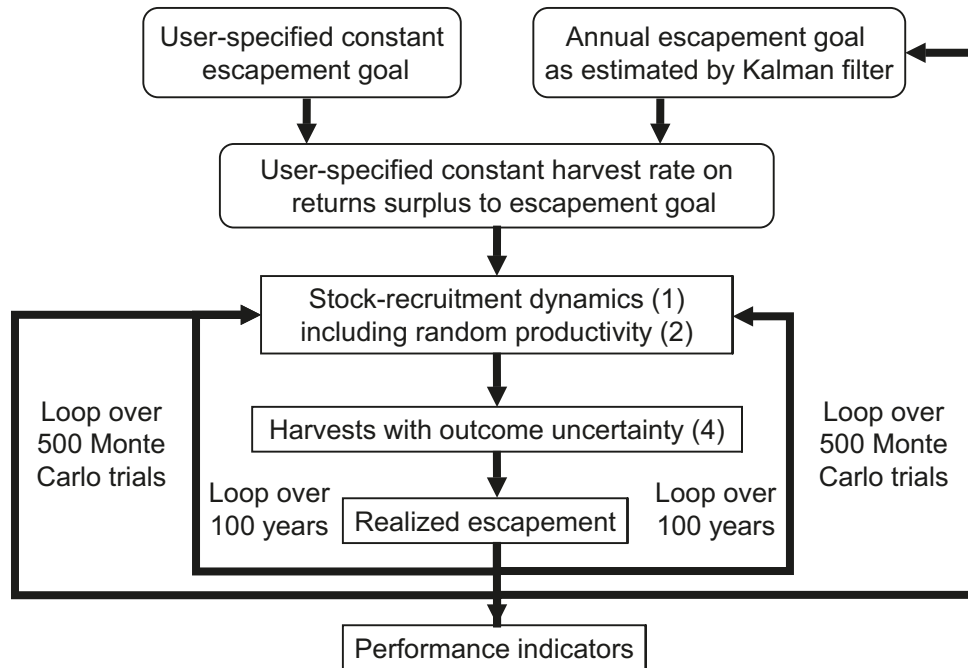 User-specified constant
escapement goal
Annual escapement goal
as estimated by Kalman filter
User-specified constant harvest rate on
returns surplus to escapement goal
Stock-recruitment dynamics (1)
including random productivity (2)
Harvests with outcome uncertainty (4)
Realized escapement
Loop over
500 Monte
Carlo trials
Loop over
100 years
Loop over
100 years
Loop over
500 Monte
Carlo trials
Performance indicators